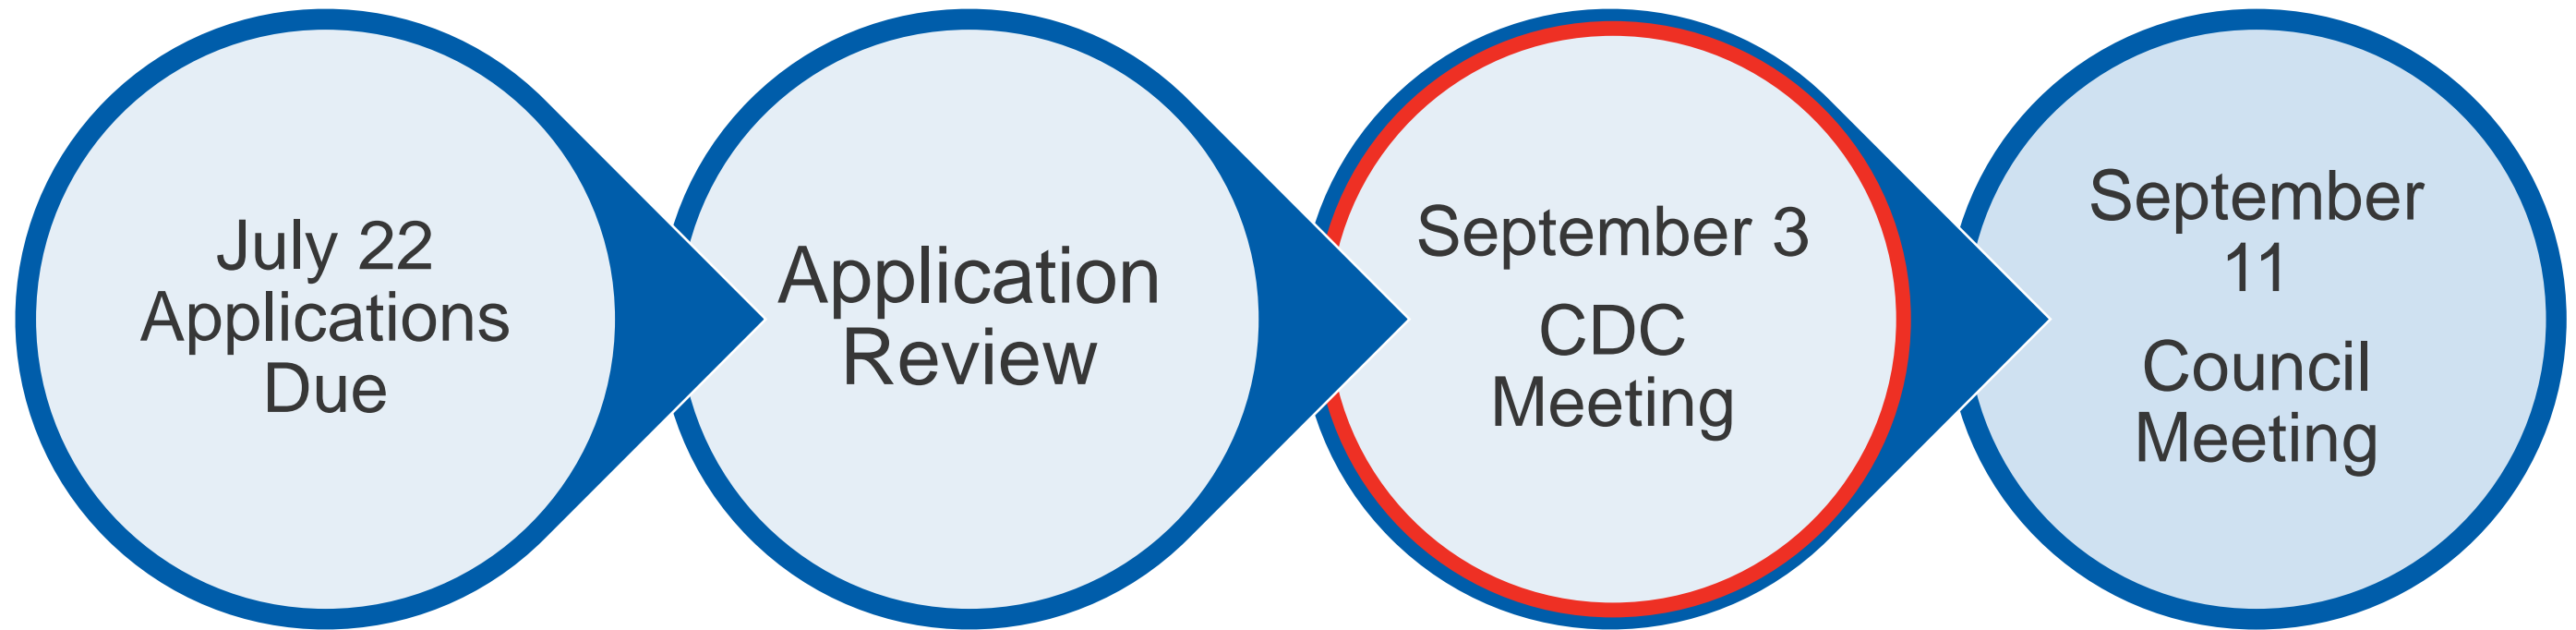 July 22
Applications
Due
Application
Review
September 3
CDC
Meeting
September
11
Council
Meeting